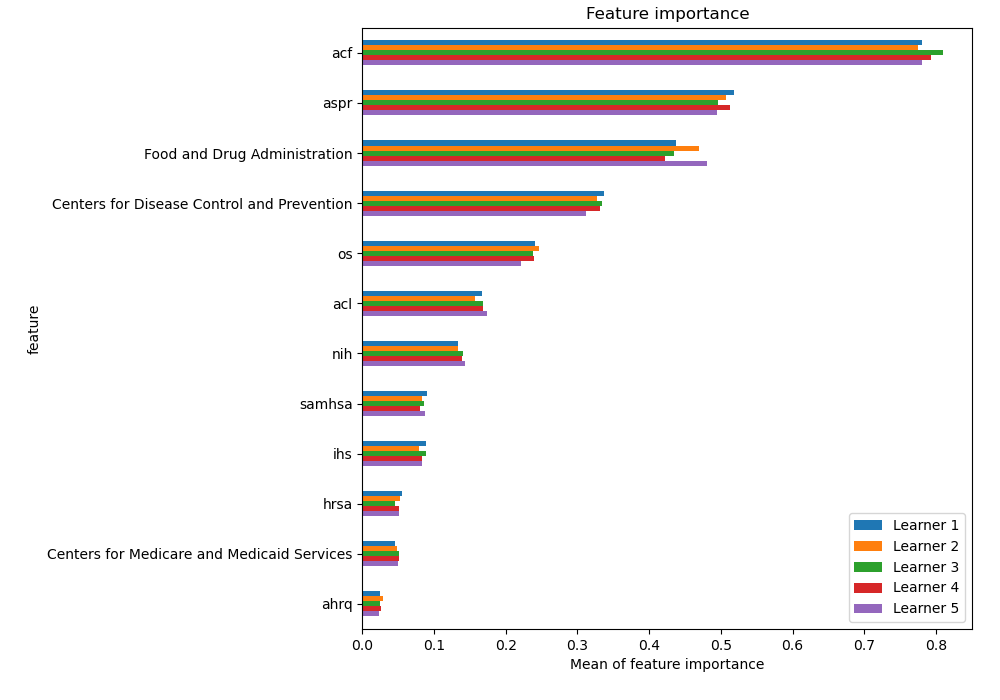 Feature importance
acf
aspr
Food and Drug Administration
Centers for Disease Control and Prevention
os
acl
nih
samhsa
ihs
hrsa
Centers for Medicare and Medicaid Services
ahrq
feature
Learner 1
Learner 2
Learner 3
Learner 4
Learner 5
0.0 0.1 0.2 0.3 0.4 0.5 0.6 0.7 0.8
Mean of feature importance